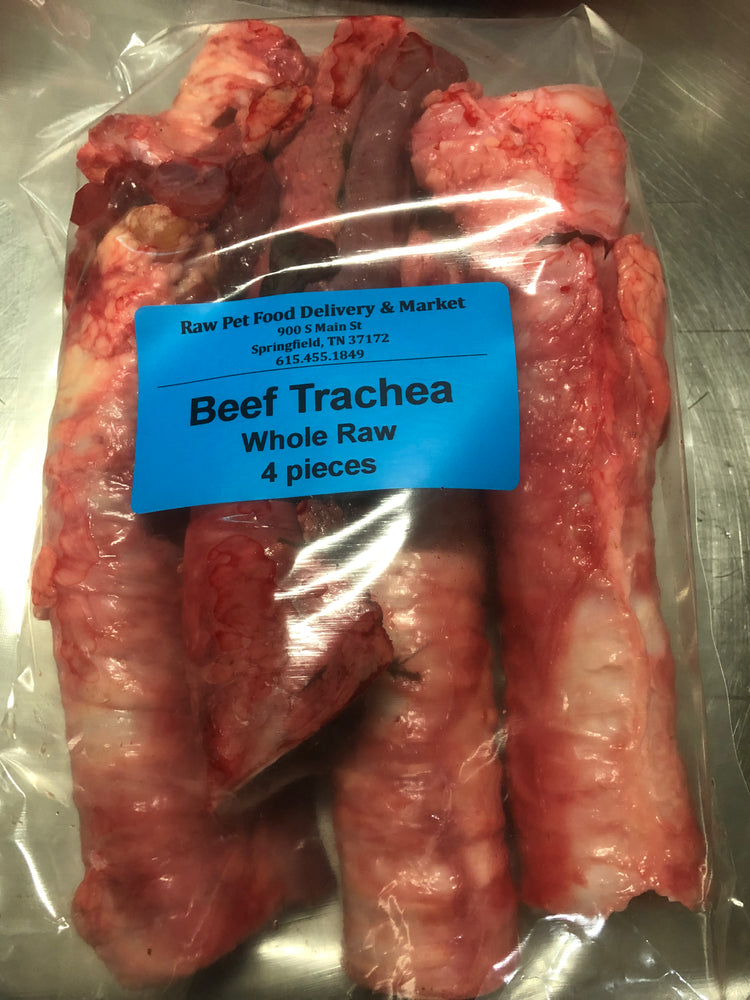 Raw Pet Food Delivery & Market
900 S Main St
Springfield, TN 37172
615.455.1849
Beef Trachea
Whole Raw
4 pieces